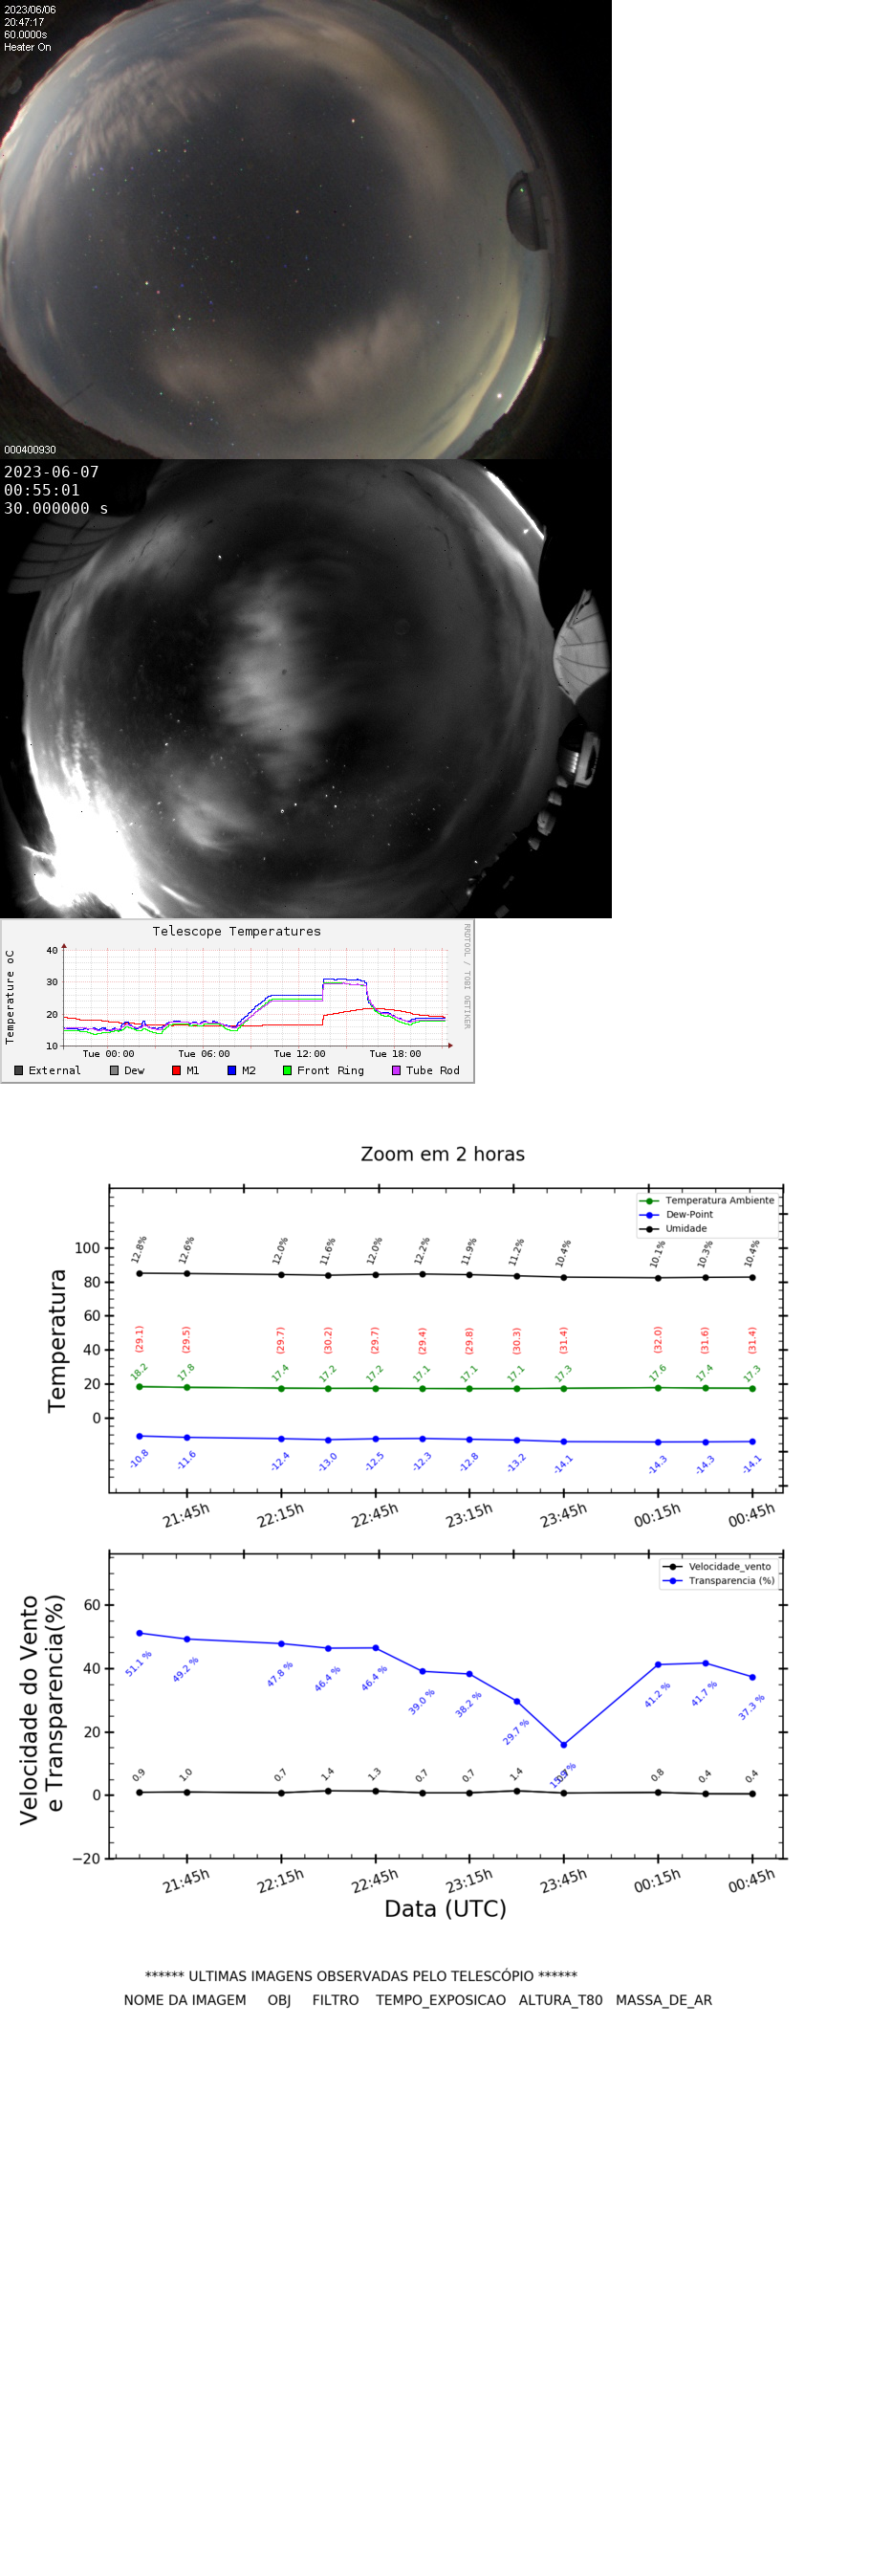 2023/06/06
20:47:17
60.0000s
Heater On
000400930
2023-06-07
00:55:01
30.000000 s
Telescope Temperatures
RRDTOOL / TOBI OETIKER
Temperature oC
40
30
20
10
Tue 00:00 Tue 06:00 Tue 12:00 Tue 18:00
External Dew M1 M2 Front Ring Tube Rod
Zoom em 2 horas
Temperatura Ambiente
Dew-Point
Umidade
Temperatura
100
80
60
40
20
0
12.8% 12.6% 12.0% 11.6% 12.0% 12.2% 11.9% 11.2% 10.4% 10.1% 10.3% 10.4%
(29.1) (29.5) (29.7) (30.2) (29.7) (29.4) (29.8) (30.3) (31.4) (32.0) (31.6) (31.4)
18.2 17.8 17.4 17.2 17.2 17.1 17.1 17.1 17.3 17.6 17.4 17.3
-10.8 -11.6 -12.4 -13.0 -12.5 -12.3 -12.8 -13.2 -14.1 -14.3 -14.3 -14.1
21:45h 22:15h 22:45h 23:15h 23:45h 00:15h 00:45h
Velocidade_vento
Transparencia (%)
Velocidade do Vento
e Transparencia(%)
60
40
20
0
−20
51.1 % 49.2 % 47.8 % 46.4 % 46.4 % 39.0 % 38.2 % 29.7 % 41.2 % 41.7 % 37.3 %
0.9 1.0 0.7 1.4 1.3 0.7 0.7 1.4 0.8 0.4 0.4
21:45h 22:15h 22:45h 23:15h 23:45h 00:15h 00:45h
Data (UTC)
****** ULTIMAS IMAGENS OBSERVADAS PELO TELESCÓPIO ******
NOME DA IMAGEM OBJ FILTRO TEMPO_EXPOSICAO ALTURA_T80 MASSA_DE_AR